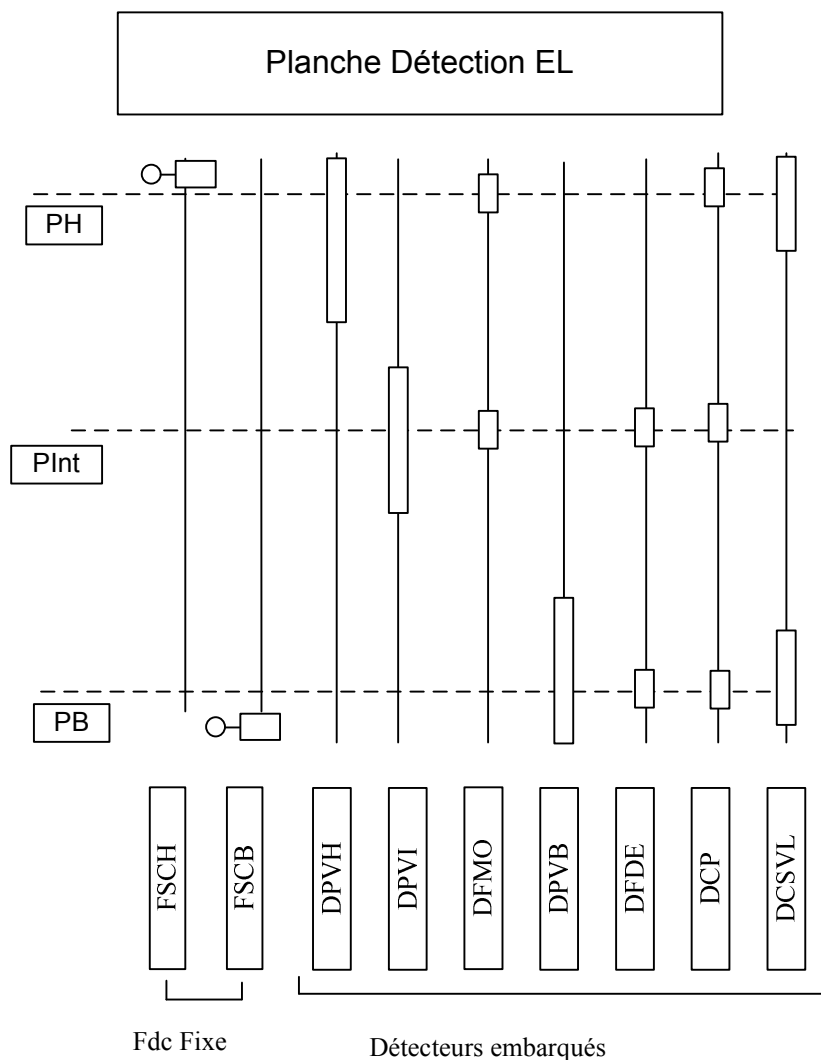 Planche Détection EL
PH
PInt
PB
FSCH
FSCB
DPVH
DPVI
DFMO
DPVB
DFDE
DCP
DCSVL
Fdc Fixe
Détecteurs embarqués